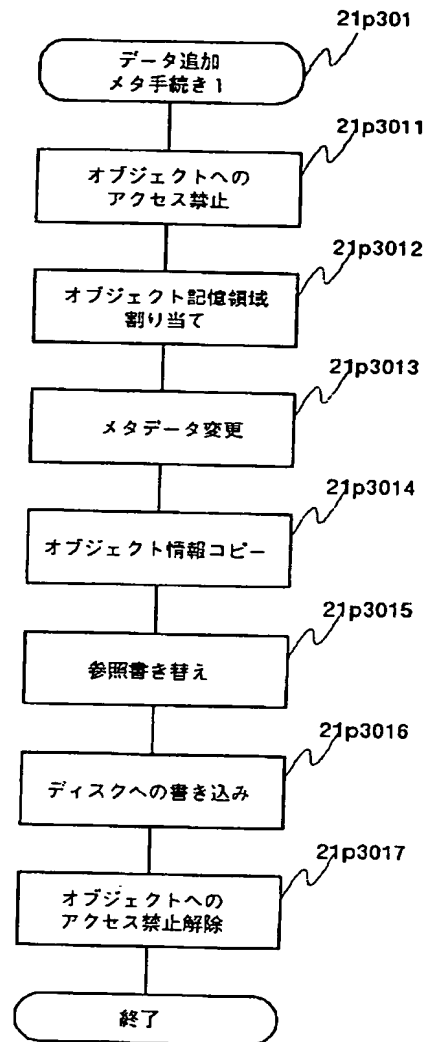 21p301
データ追加
メタ手続き1
21p3011
オブジェクトへの
アクセス禁止
21p3012
オブジェクト記憶領域
割り当て
21p3013
メタデータ変更
21p3014
オブジェクト情報コピー
21p3015
参照書き替え
21p3016
ディスクへの書き込み
21p3017
オブジェクトへの
アクセス禁止解除
終了